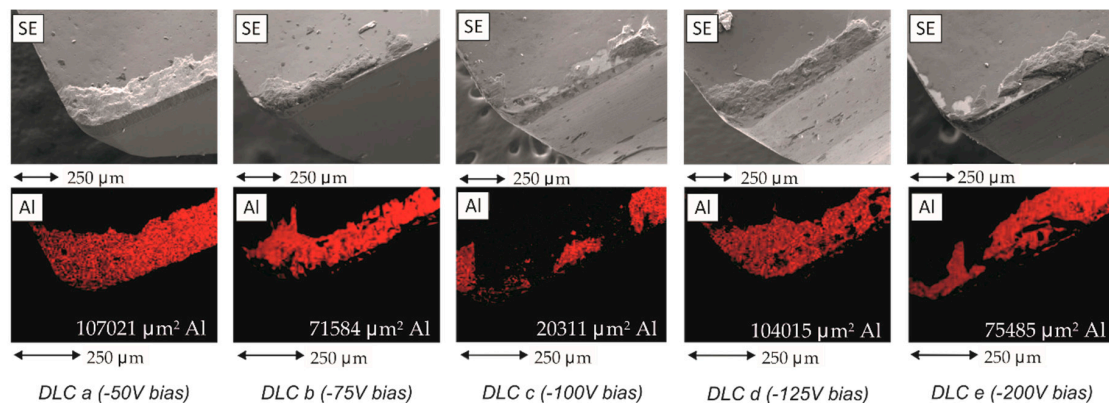 SE SE SE SE SE
250 µm 250 µm 250 µm 250 µm 250 µm
Al Al Al Al Al
107021 µm² Al 71584 µm² Al 20311 µm² Al 104015 µm² Al 75485 µm² Al
250 µm 250 µm 250 µm 250 µm 250 µm
DLC a (-50V bias) DLC b (-75V bias) DLC c (-100V bias) DLC d (-125V bias) DLC e (-200V bias)